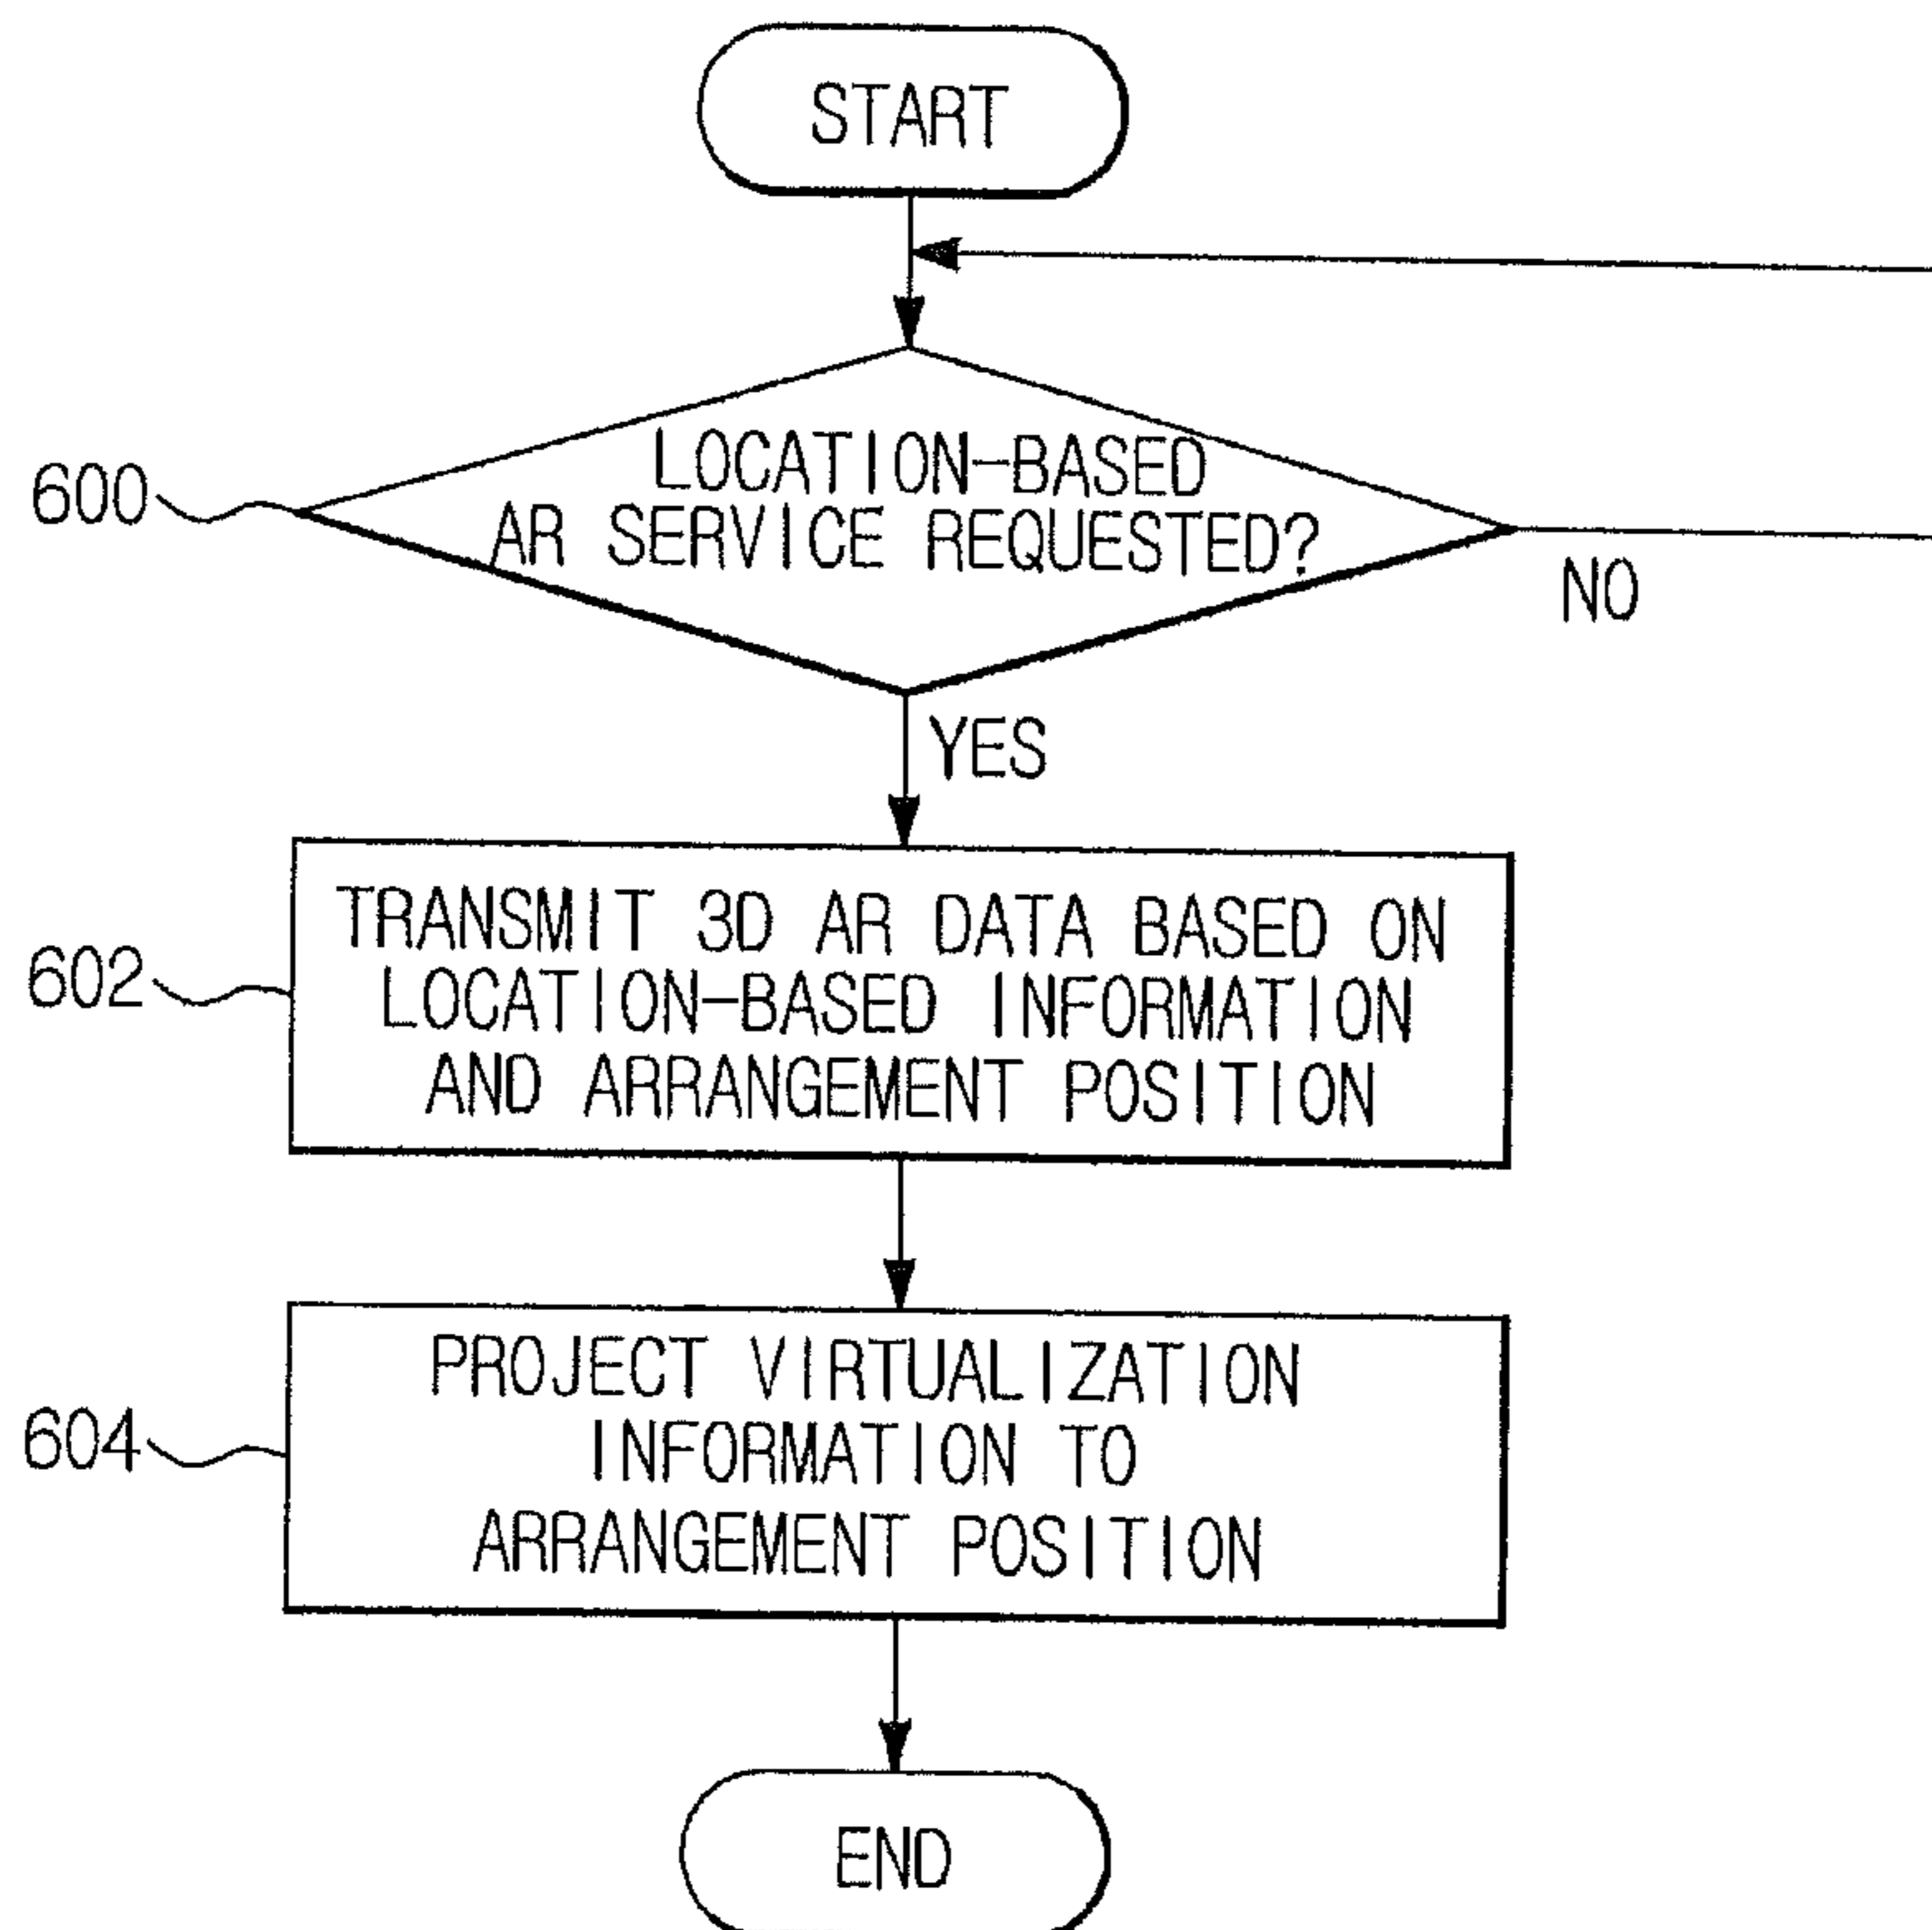 START
LOCATION-BASED
AR SERVICE REQUESTED?
600
NO
YES
TRANSMIT 3D AR DATA BASED ON
LOCATION-BASED INFORMATION
AND ARRANGEMENT POSITION
602
PROJECT VIRTUALIZATION
INFORMATION TO
ARRANGEMENT POSITION
604
END